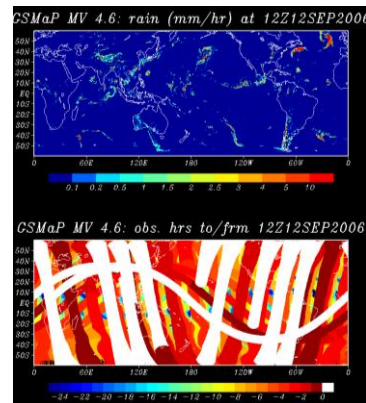 GSMaP MV 4.6: rain (mm/hr) at 12Z12SEP2006
50N
40N
30N
20N
10N
EQ
10S
20S
30S
40S
50S
0 60E 120E 180 120W 60W 0
0.1 0.2 0.5 1 2 3 4 5 10
GSMaP MV 4.6: obs. hrs to/frm 12Z12SEP2006
50N
40N
30N
20N
10N
EQ
10S
20S
30S
40S
50S
0 60E 120E 180 120W 60W 0
-24 -22 -20 -18 -16 -14 -12 -10 -8 -6 -4 -2 0